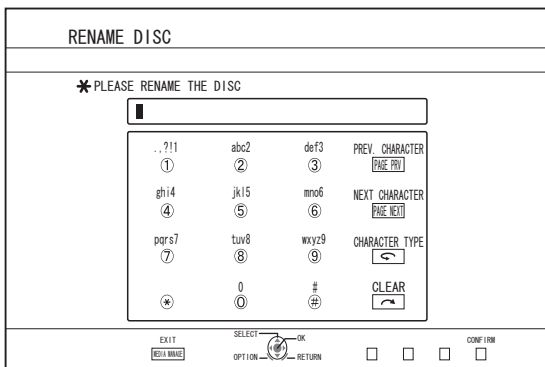 RENAME DISC
✱ PLEASE RENAME THE DISC
.,?!1 abc2 def3 PREV. CHARACTER
① ② ③ PAGE PRV
ghi4 jkl5 mno6 NEXT CHARACTER
④ ⑤ ⑥ PAGE NEXT
pqrs7 tuv8 wxyz9 CHARACTER TYPE
⑦ ⑧ ⑨
0 # CLEAR
✱ ⓪ #
EXIT SELECT OK CONFIRM
MEDIA MANAGE OPTION RETURN